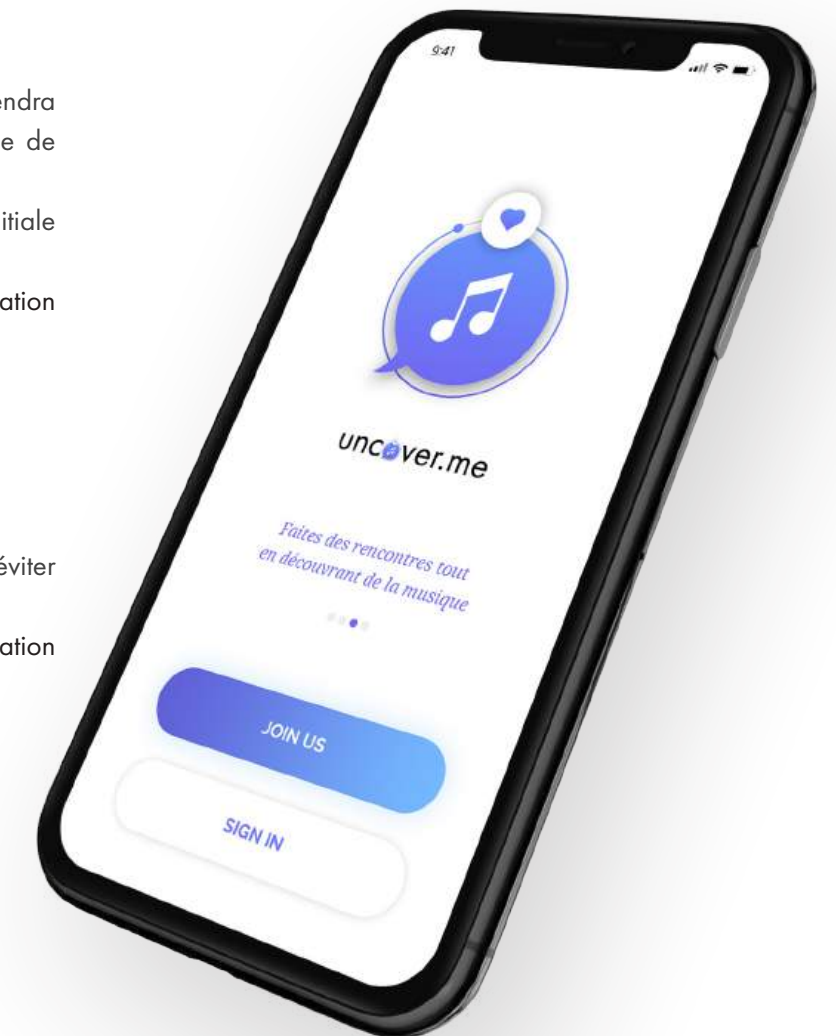 endra
e de
itiale
ation
éviter
ation
9:41
uncover.me
Faites des rencontres tout
en découvrant de la musique
JOIN US
SIGN IN